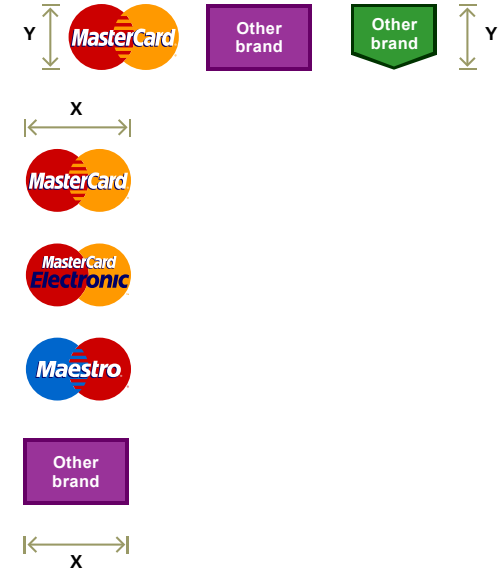 Y
MasterCard
Other
brand
Other
brand
Y
X
MasterCard
MasterCard
Electronic
Maestro
Other
brand
X